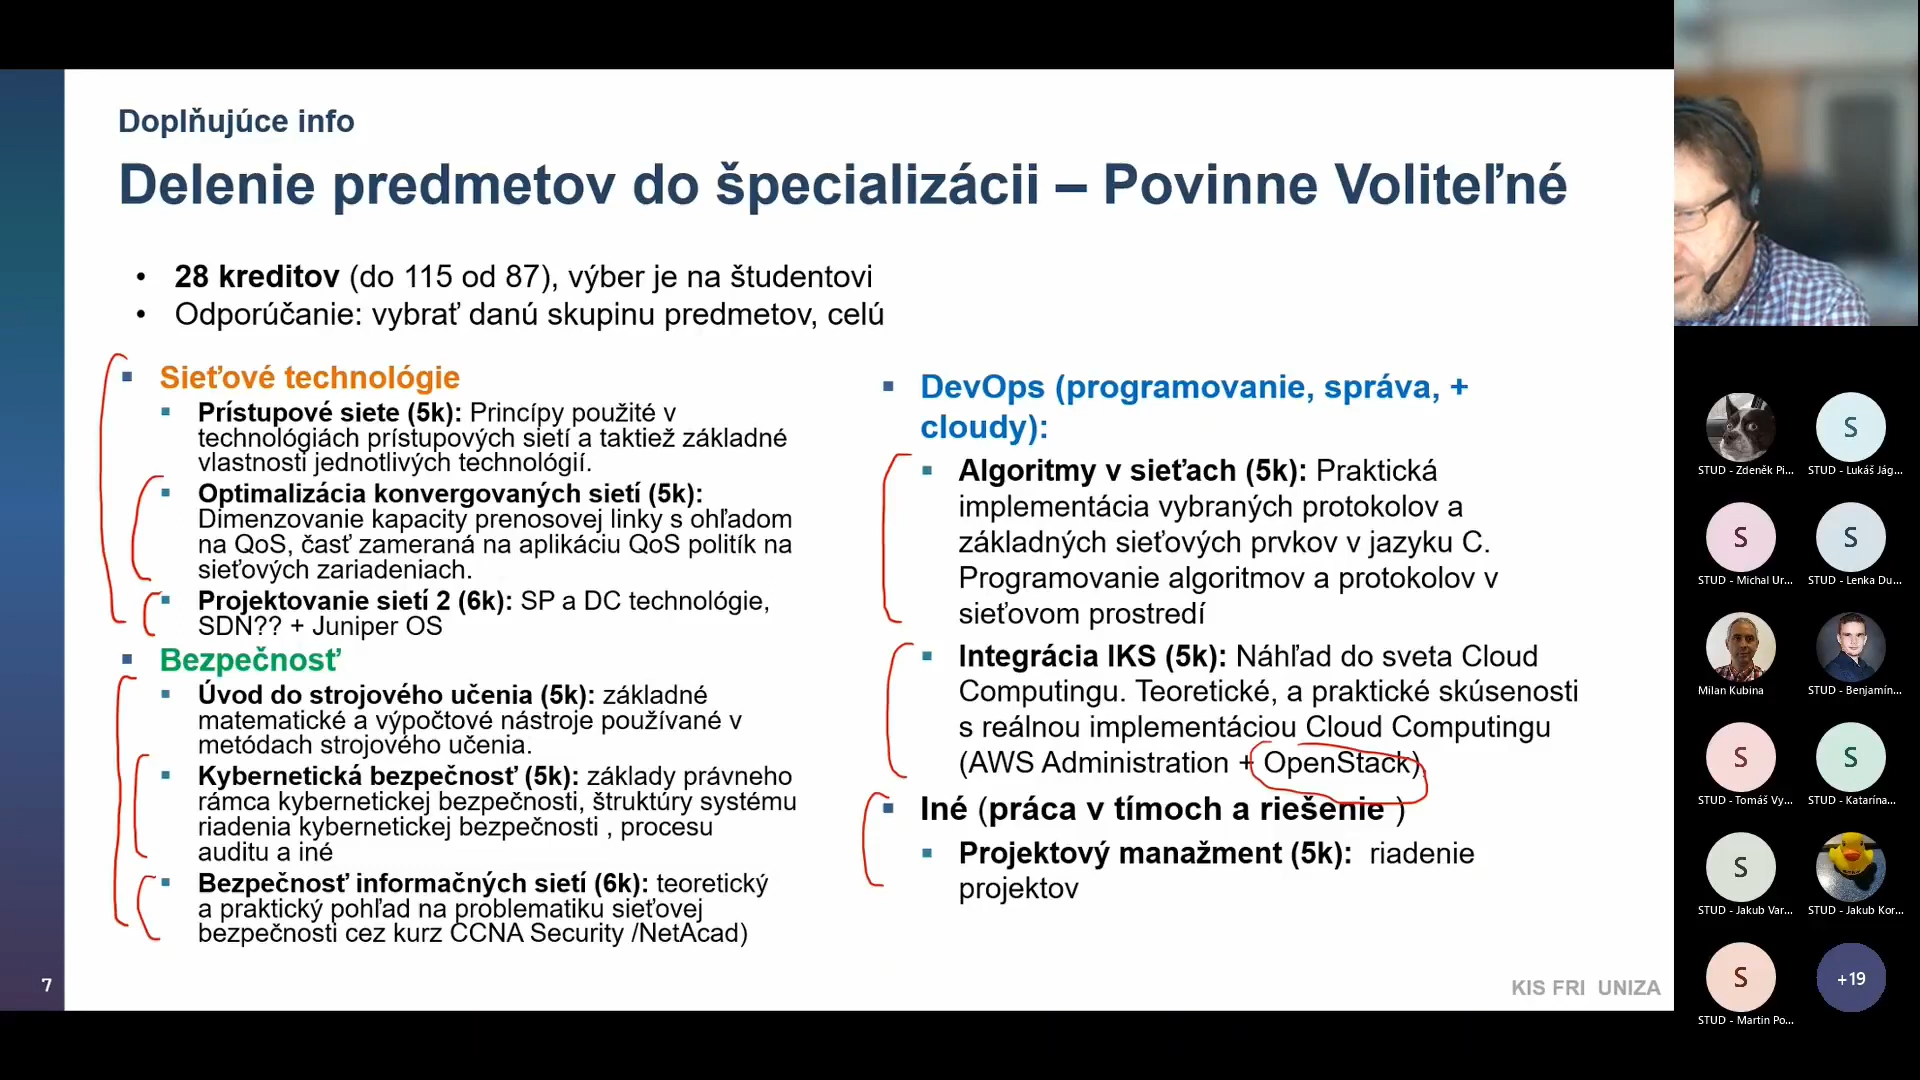 Doplňujúce info
Delenie predmetov do špecializácii – Povinne Voliteľné
• 28 kreditov (do 115 od 87), výber je na študentovi
• Odporúčanie: vybrať danú skupinu predmetov, celú
Sieťové technológie
Prístupové siete (5k): Princípy použité v
technológiách prístupových sietí a taktiež základné
vlastnosti jednotlivých technológií.
Optimalizácia konvergovaných sietí (5k):
Dimenzovanie kapacity prenosovej linky s ohľadom
na QoS, časť zameraná na aplikáciu QoS politík na
sieťových zariadeniach.
Projektovanie sietí 2 (6k): SP a DC technológie,
SDN?? + Juniper OS
Bezpečnosť
Úvod do strojového učenia (5k): základné
matematické a výpočtové nástroje používané v
metódach strojového učenia.
Kybernetická bezpečnosť (5k): základy právneho
rámca kybernetickej bezpečnosti, štruktúry systému
riadenia kybernetickej bezpečnosti , procesu
auditu a iné
Bezpečnosť informačných sietí (6k): teoretický
a praktický pohľad na problematiku sieťovej
bezpečnosti cez kurz CCNA Security /NetAcad)
DevOps (programovanie, správa, +
cloudy):
Algoritmy v sieťach (5k): Praktická
implementácia vybraných protokolov a
základných sieťových prvkov v jazyku C.
Programovanie algoritmov a protokolov v
sieťovom prostredí
Integrácia IKS (5k): Náhľad do sveta Cloud
Computingu. Teoretické, a praktické skúsenosti
s reálnou implementáciou Cloud Computingu
(AWS Administration + OpenStack)
Iné (práca v tímoch a riešenie )
Projektový manažment (5k): riadenie
projektov
7
KIS FRI UNIZA
STUD - Zdeněk Pi...
S
STUD - Lukáš Jág...
S
STUD - Michal Ur...
S
STUD - Lenka Du...
Milan Kubina
STUD - Benjamín...
S
STUD - Tomáš Vy...
S
STUD - Katarína...
S
STUD - Jakub Var...
STUD - Jakub Kor...
S
STUD - Martin Po...
+19